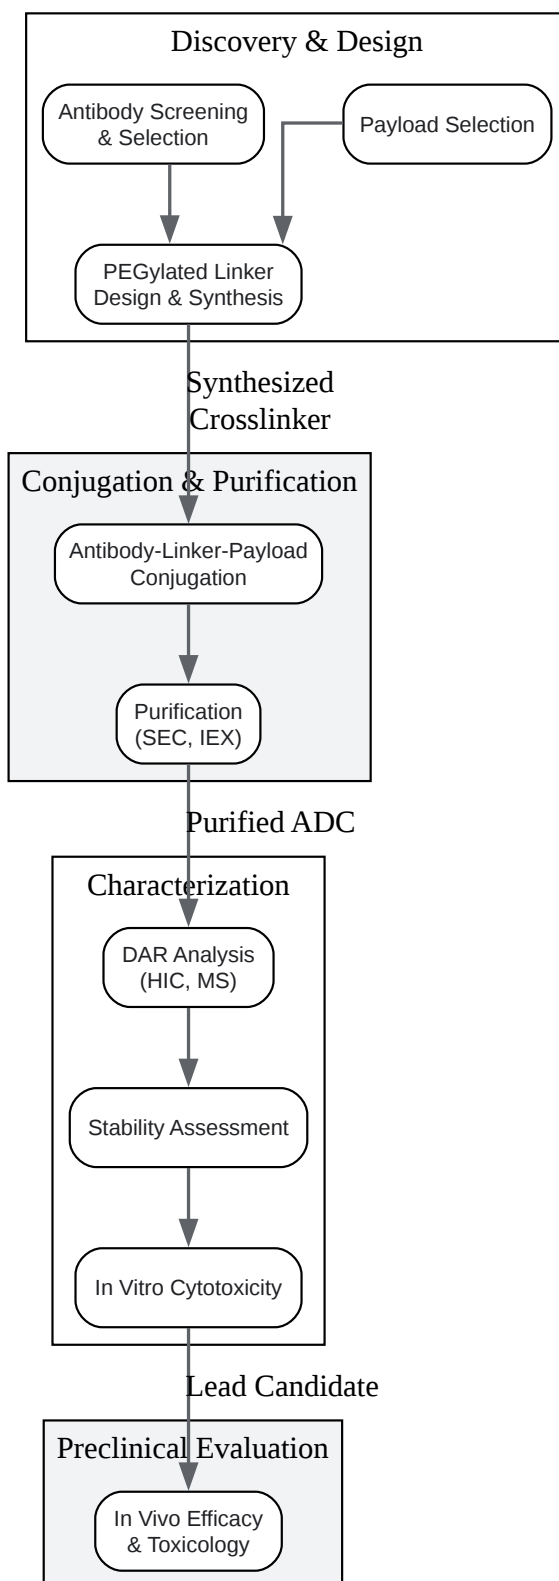 Discovery & Design
Antibody Screening
& Selection
Payload Selection
PEGylated Linker
Design & Synthesis
Synthesized
Crosslinker
Conjugation & Purification
Antibody-Linker-Payload
Conjugation
Purification
(SEC, IEX)
Purified ADC
Characterization
DAR Analysis
(HIC, MS)
Stability Assessment
In Vitro Cytotoxicity
Lead Candidate
Preclinical Evaluation
In Vivo Efficacy
& Toxicology